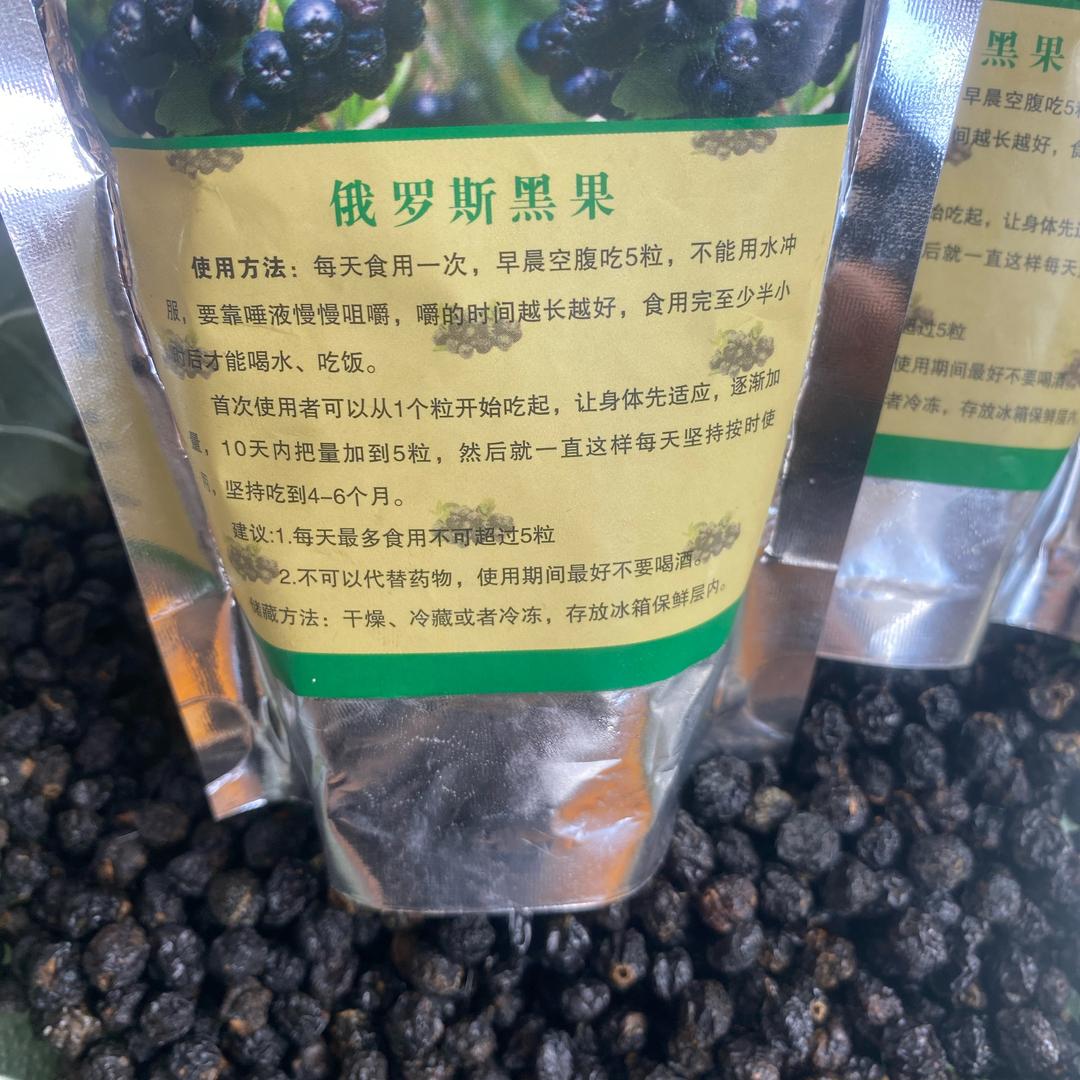 俄罗斯黑果
使用方法：每天食用一次，早晨空腹吃5粒，不能用水冲
服，要靠唾液慢慢咀嚼，嚼的时间越长越好，食用完至少半小
时后才能喝水、吃饭。
首次使用者可以从1个粒开始吃起，让身体先适应，逐渐加
量，10天内把量加到5粒，然后就一直这样每天坚持按时使
用，坚持吃到4-6个月。
建议:1.每天最多食用不可超过5粒
2.不可以代替药物，使用期间最好不要喝酒。
储藏方法：干燥、冷藏或者冷冻，存放冰箱保鲜层内。
黑果
早晨空腹吃5
间越长越好，
始吃起，让身体先
后就一直这样每天
超过5粒
使用期间最好不要喝酒。
者冷冻，存放冰箱保鲜层内